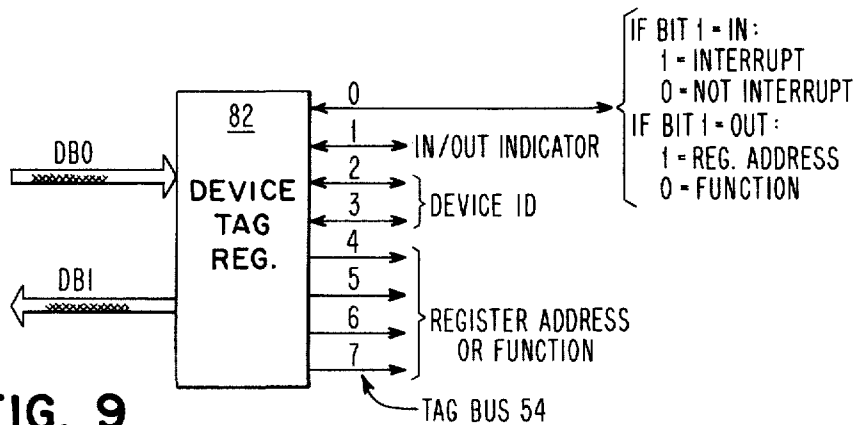 IF BIT 1 = IN:
1 = INTERRUPT
0 = NOT INTERRUPT
IF BIT 1 = OUT:
1 = REG. ADDRESS
0 = FUNCTION
82
DEVICE
TAG
REG.
DBO
DBI
0
1
IN/OUT INDICATOR
2
3
DEVICE ID
4
5
6
7
REGISTER ADDRESS
OR FUNCTION
TAG BUS 54
FIG. 9